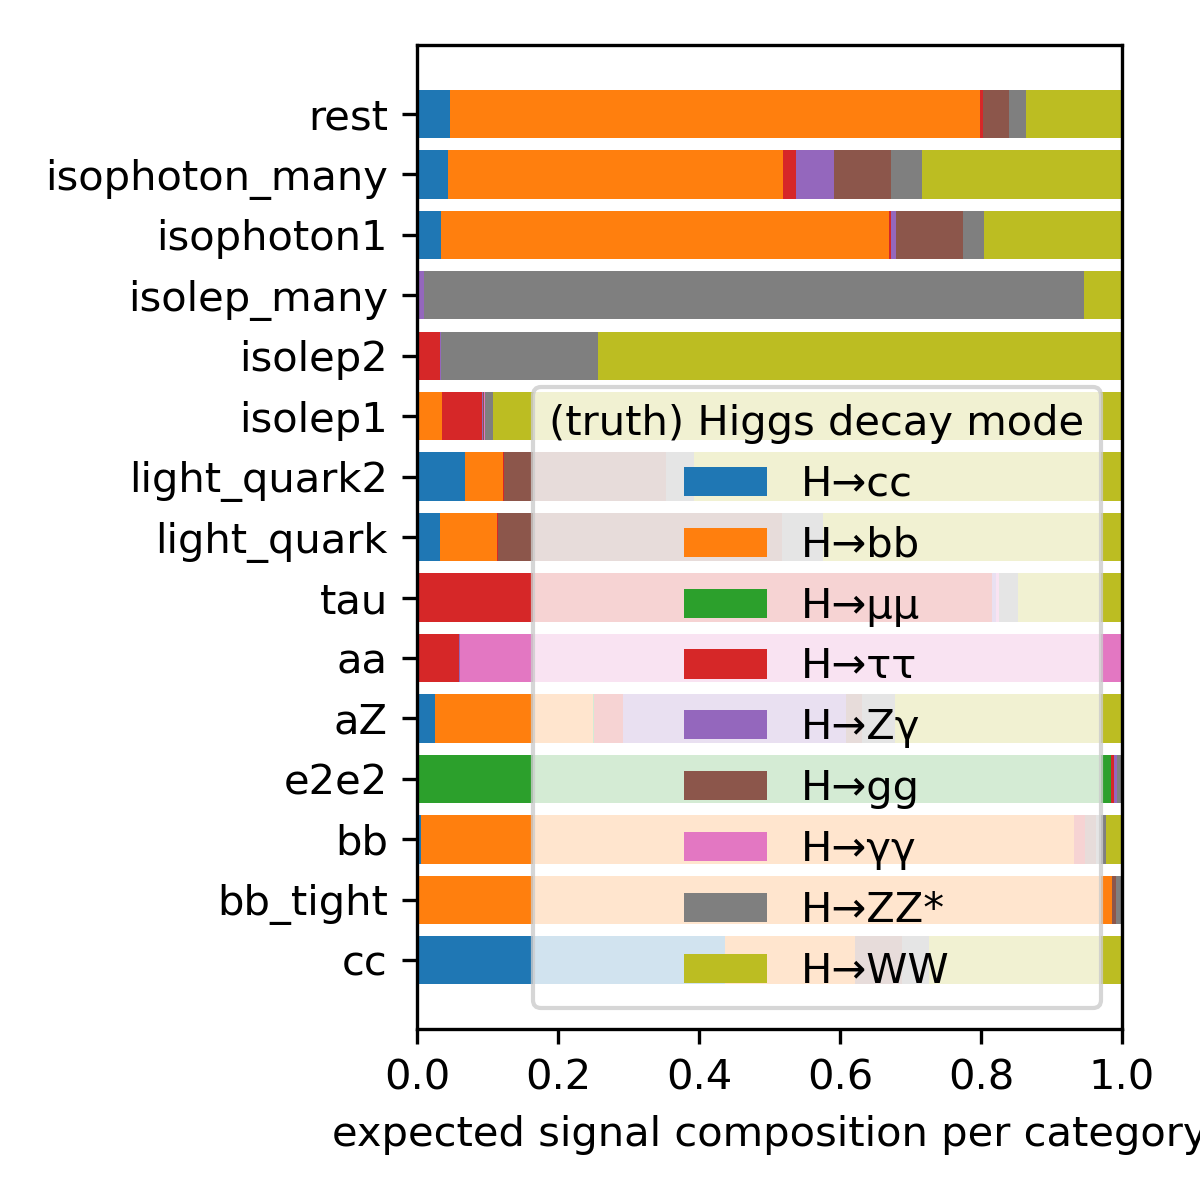 rest
isophoton_many
isophoton1
isolep_many
isolep2
isolep1
light_quark2
light_quark
tau
aa
aZ
e2e2
bb
bb_tight
cc
(truth) Higgs decay mode
H→cc
H→bb
H→μμ
H→ττ
H→Zγ
H→gg
H→γγ
H→ZZ*
H→WW
0.0 0.2 0.4 0.6 0.8 1.0
expected signal composition per category